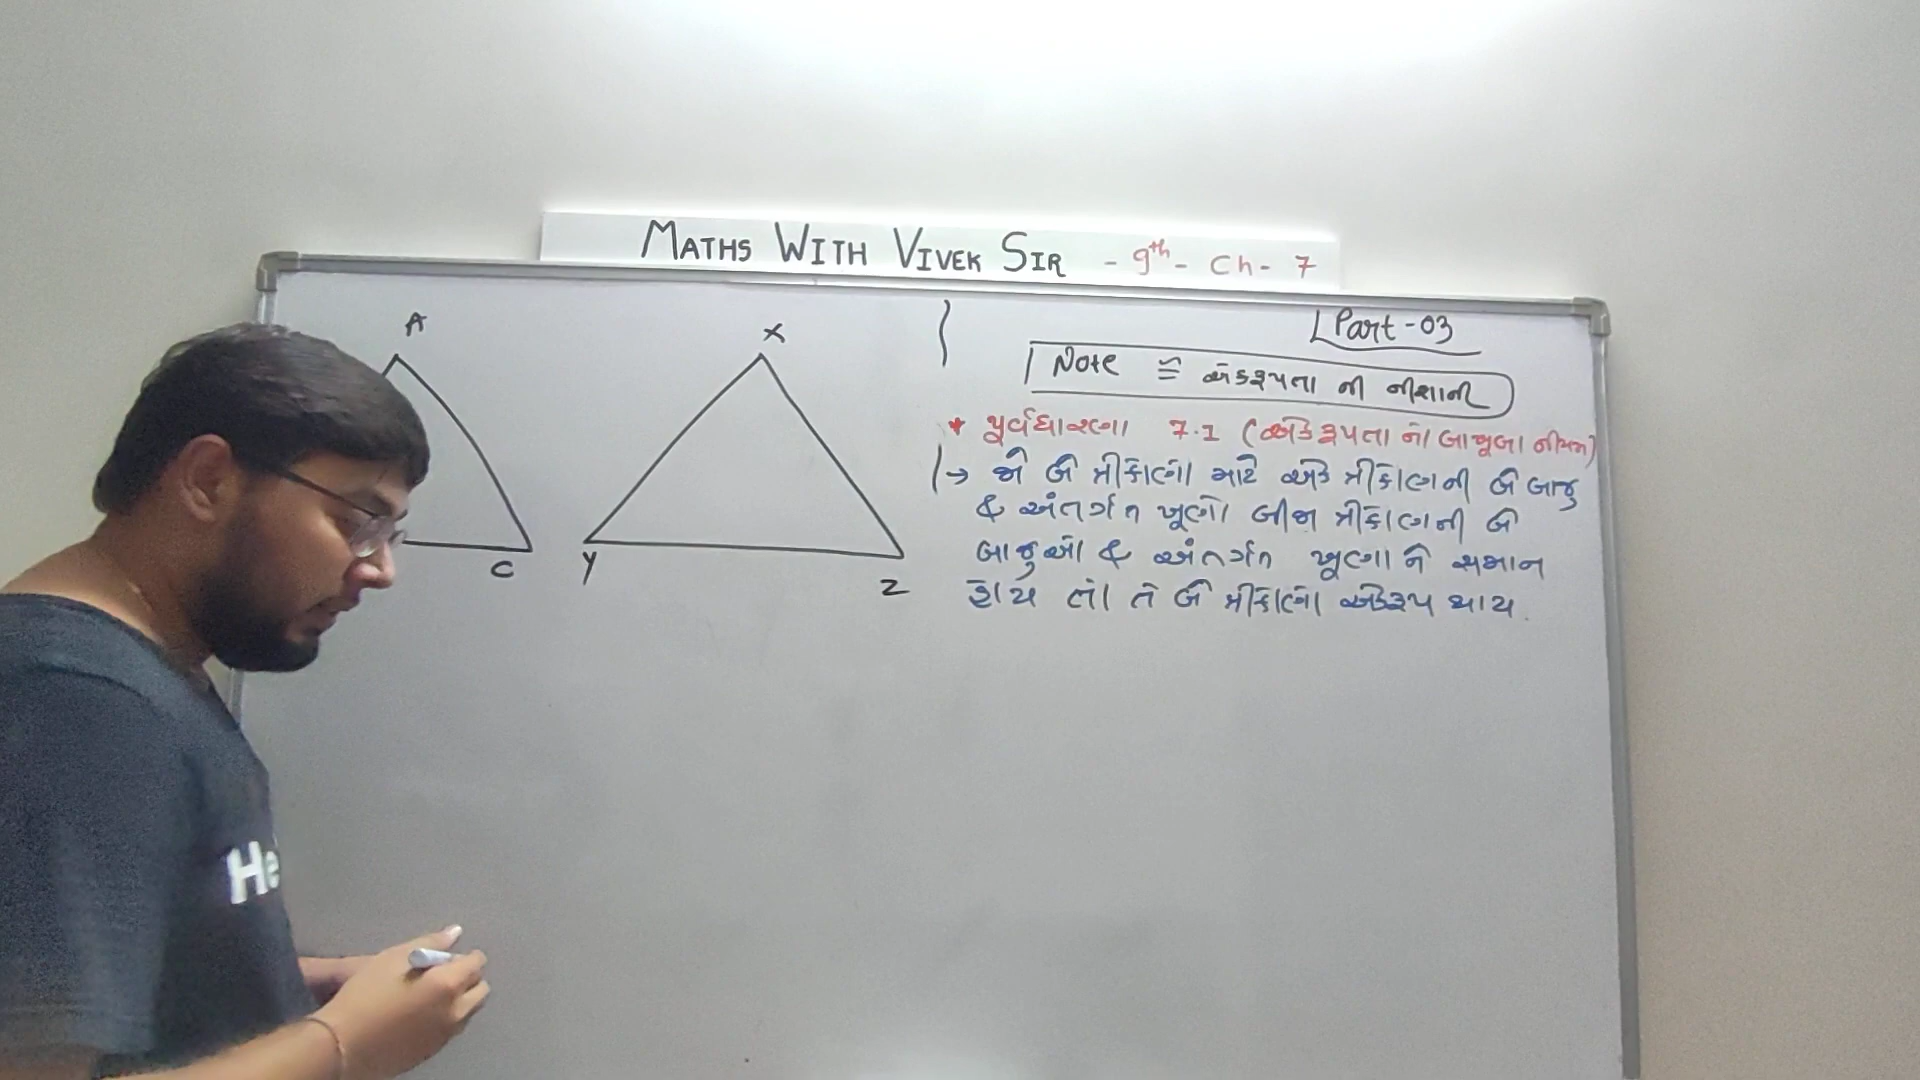 MATHS WITH VIVEK SIR - 9th - Ch - 7
Part - 03
Note ≅ એકરૂપતા ની નીશાની
A
X
C
Y
Z
* પૂર્વધારણા 7.1 (એકરૂપતા નો બાખૂબા નીયમ)
→ જો બે ત્રીકોણો માટે એક ત્રીકોણની બે બાજુ
& અંતર્ગત ખૂણો બીજા ત્રીકોણની બે
બાજુઓ & અંતર્ગત ખૂણા ને સમાન
હોય તો તે બે ત્રીકોણો એકરૂપ થાય.
He